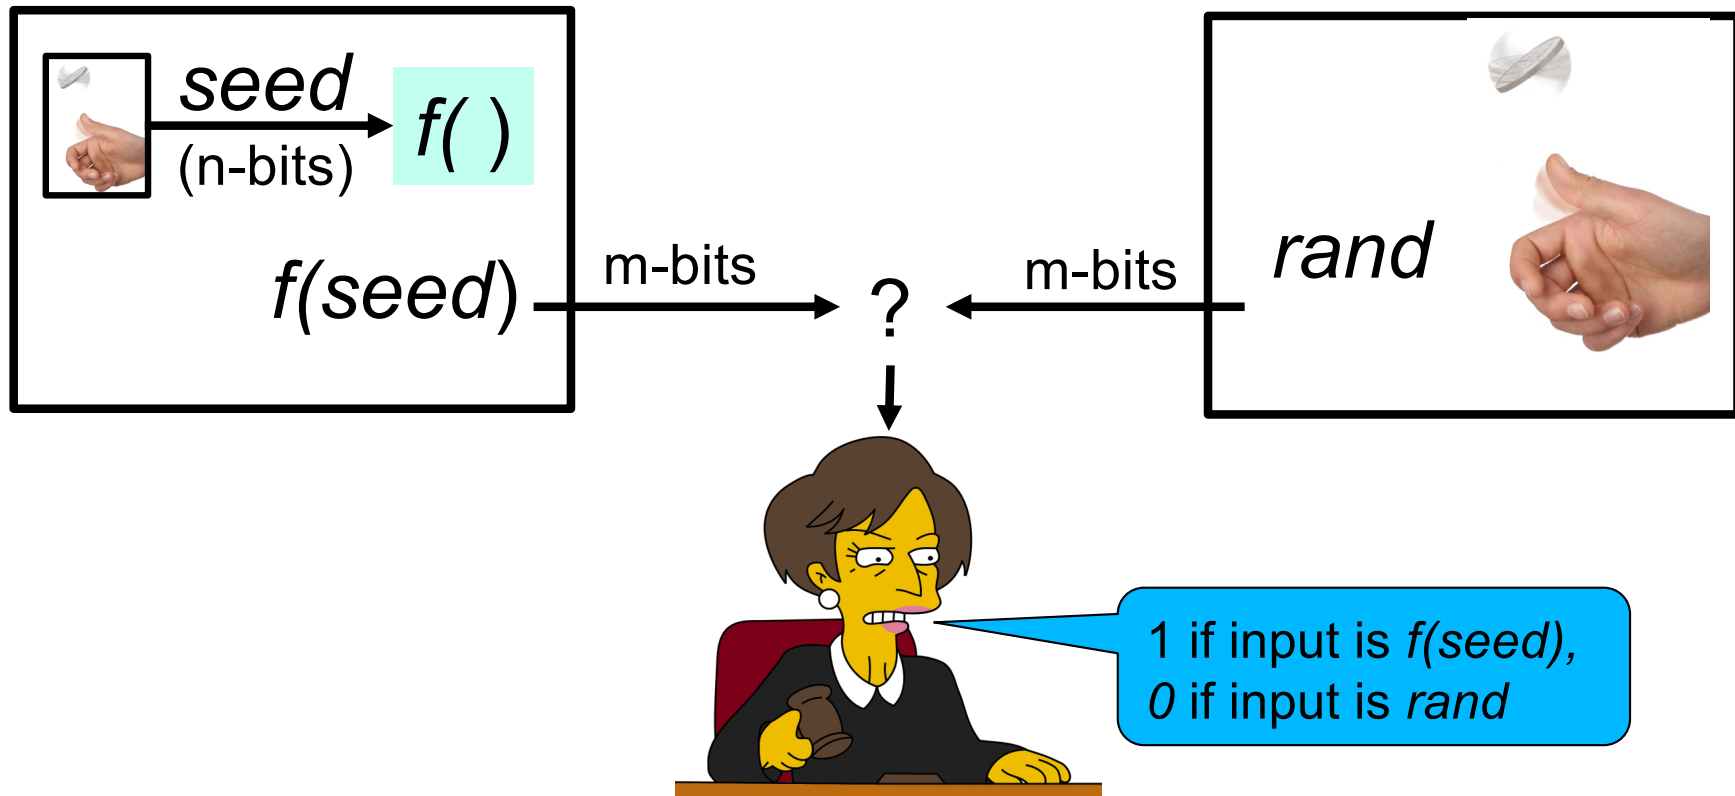 seed
(n-bits)
f( )
f(seed)
m-bits
?
m-bits
rand
1 if input is f(seed),
0 if input is rand